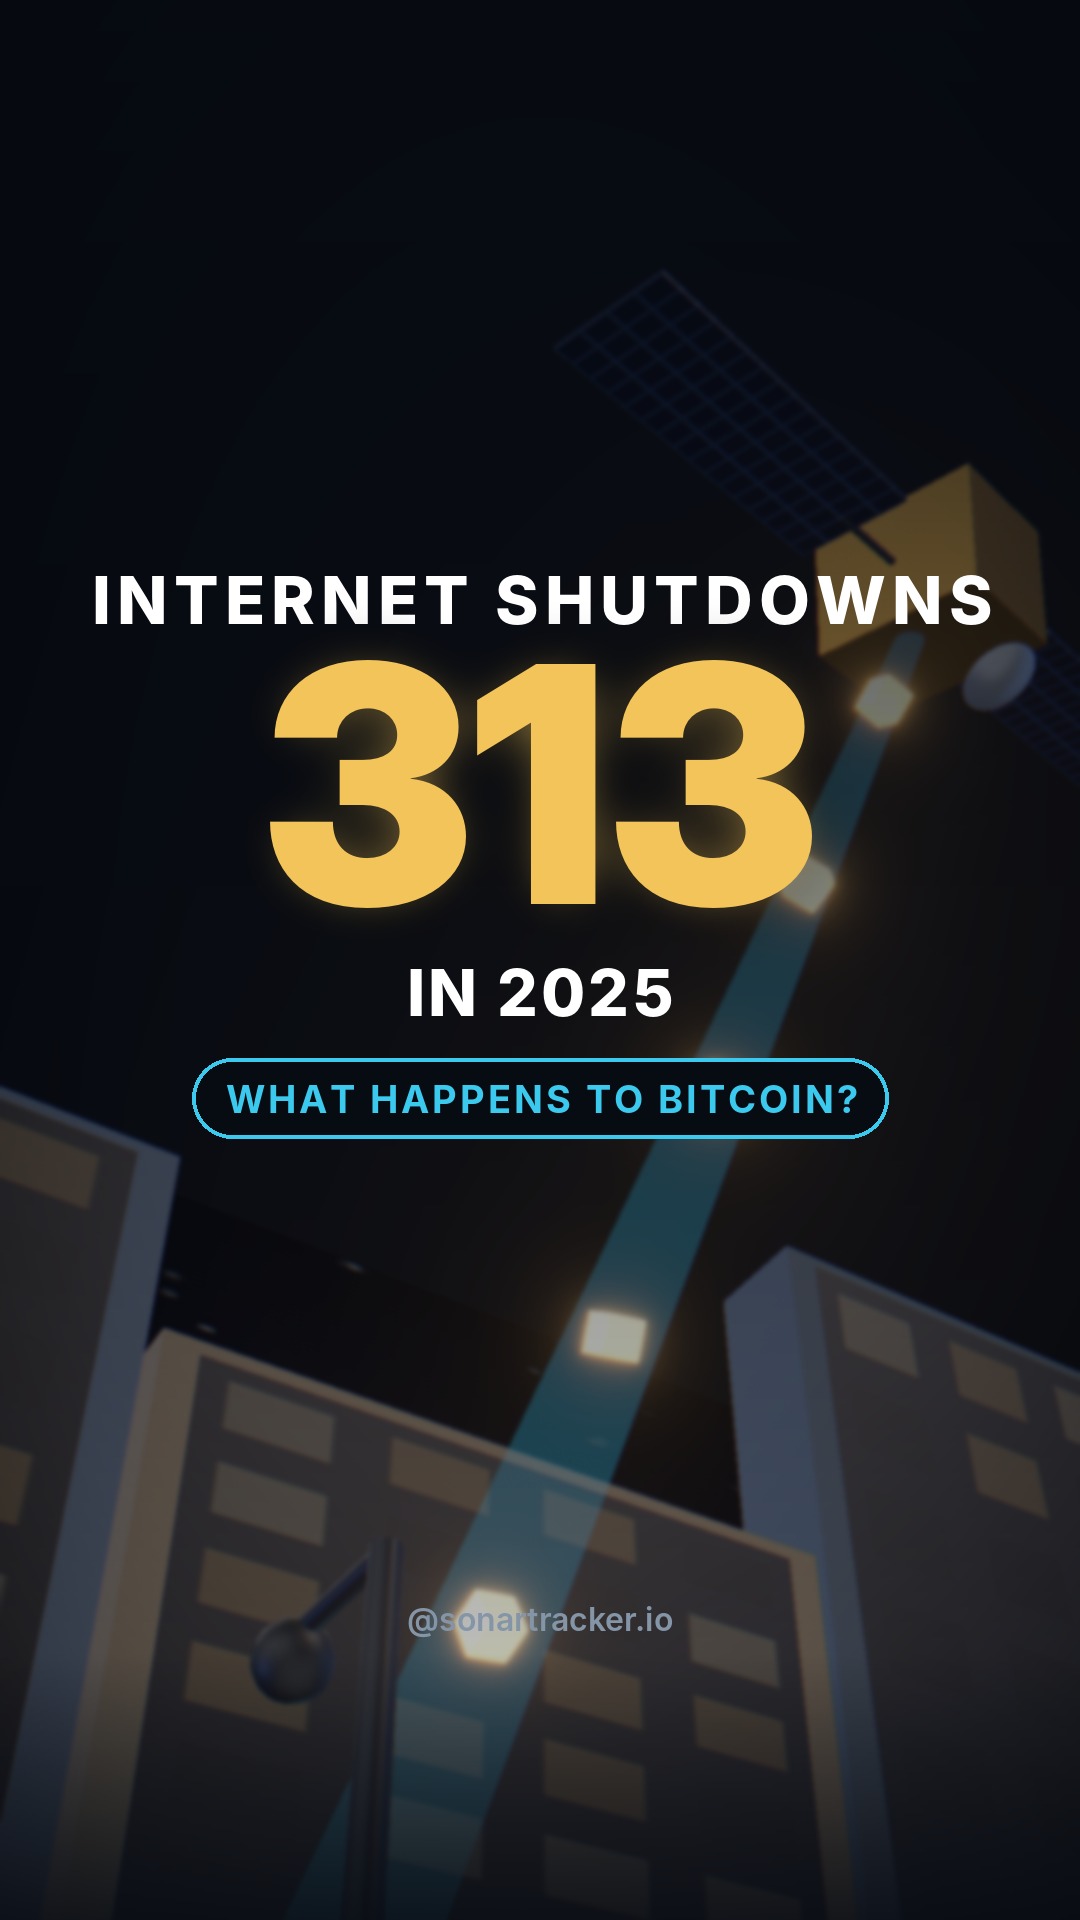 INTERNET SHUTDOWNS
313
IN 2025
WHAT HAPPENS TO BITCOIN?
@sonartracker.io